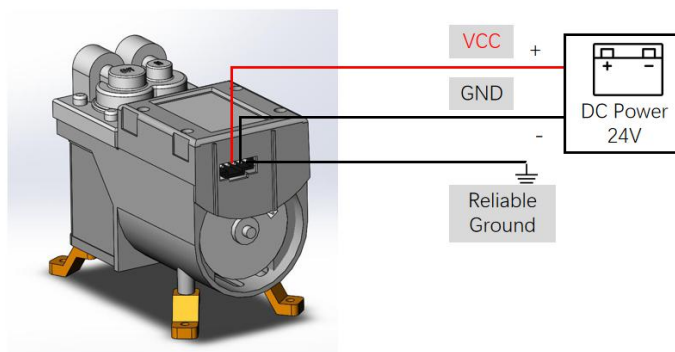 VCC
+
GND
-
+ -
DC Power
24V
Reliable
Ground